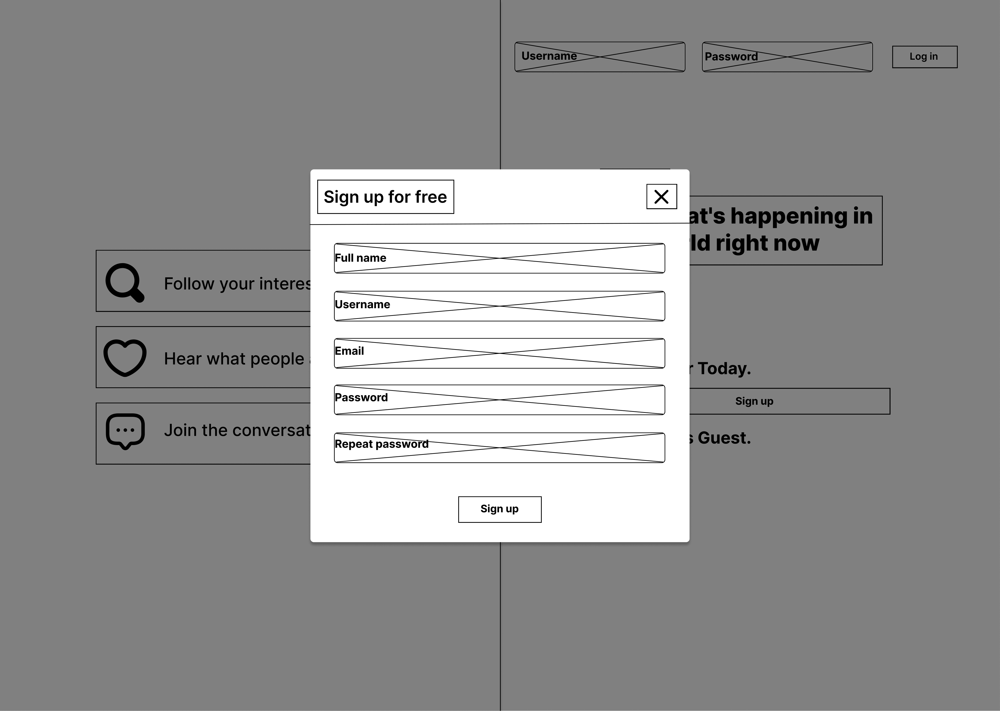 Username
Password
Log in
Sign up for free
at's happening in
ld right now
Full name
Follow your interes
Username
Email
Hear what people
Today.
Password
Sign up
Join the conversat
Guest.
Repeat password
Sign up